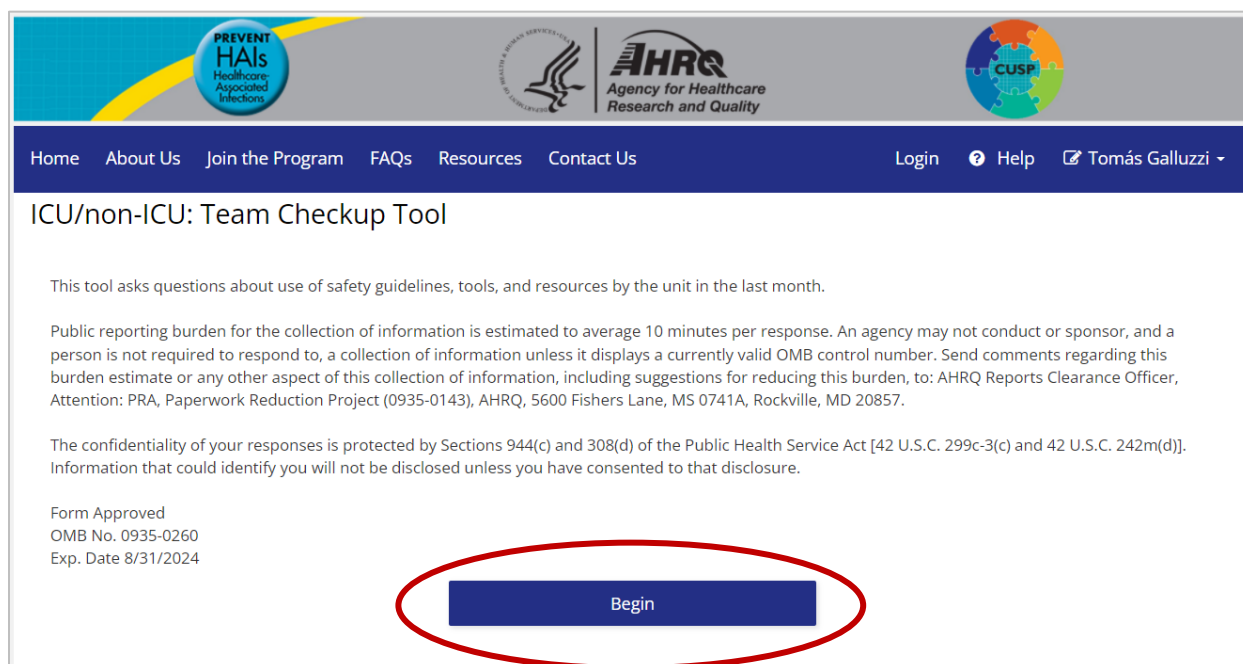 PREVENT
HAIs
Healthcare-
Associated
Infections
AHRQ
Agency for Healthcare
Research and Quality
CUSP
Home About Us Join the Program FAQs Resources Contact Us Login Help Tomás Galluzzi
ICU/non-ICU: Team Checkup Tool
This tool asks questions about use of safety guidelines, tools, and resources by the unit in the last month.
Public reporting burden for the collection of information is estimated to average 10 minutes per response. An agency may not conduct or sponsor, and a
person is not required to respond to, a collection of information unless it displays a currently valid OMB control number. Send comments regarding this
burden estimate or any other aspect of this collection of information, including suggestions for reducing this burden, to: AHRQ Reports Clearance Officer,
Attention: PRA, Paperwork Reduction Project (0935-0143), AHRQ, 5600 Fishers Lane, MS 0741A, Rockville, MD 20857.
The confidentiality of your responses is protected by Sections 944(c) and 308(d) of the Public Health Service Act [42 U.S.C. 299c-3(c) and 42 U.S.C. 242m(d)].
Information that could identify you will not be disclosed unless you have consented to that disclosure.
Form Approved
OMB No. 0935-0260
Exp. Date 8/31/2024
Begin